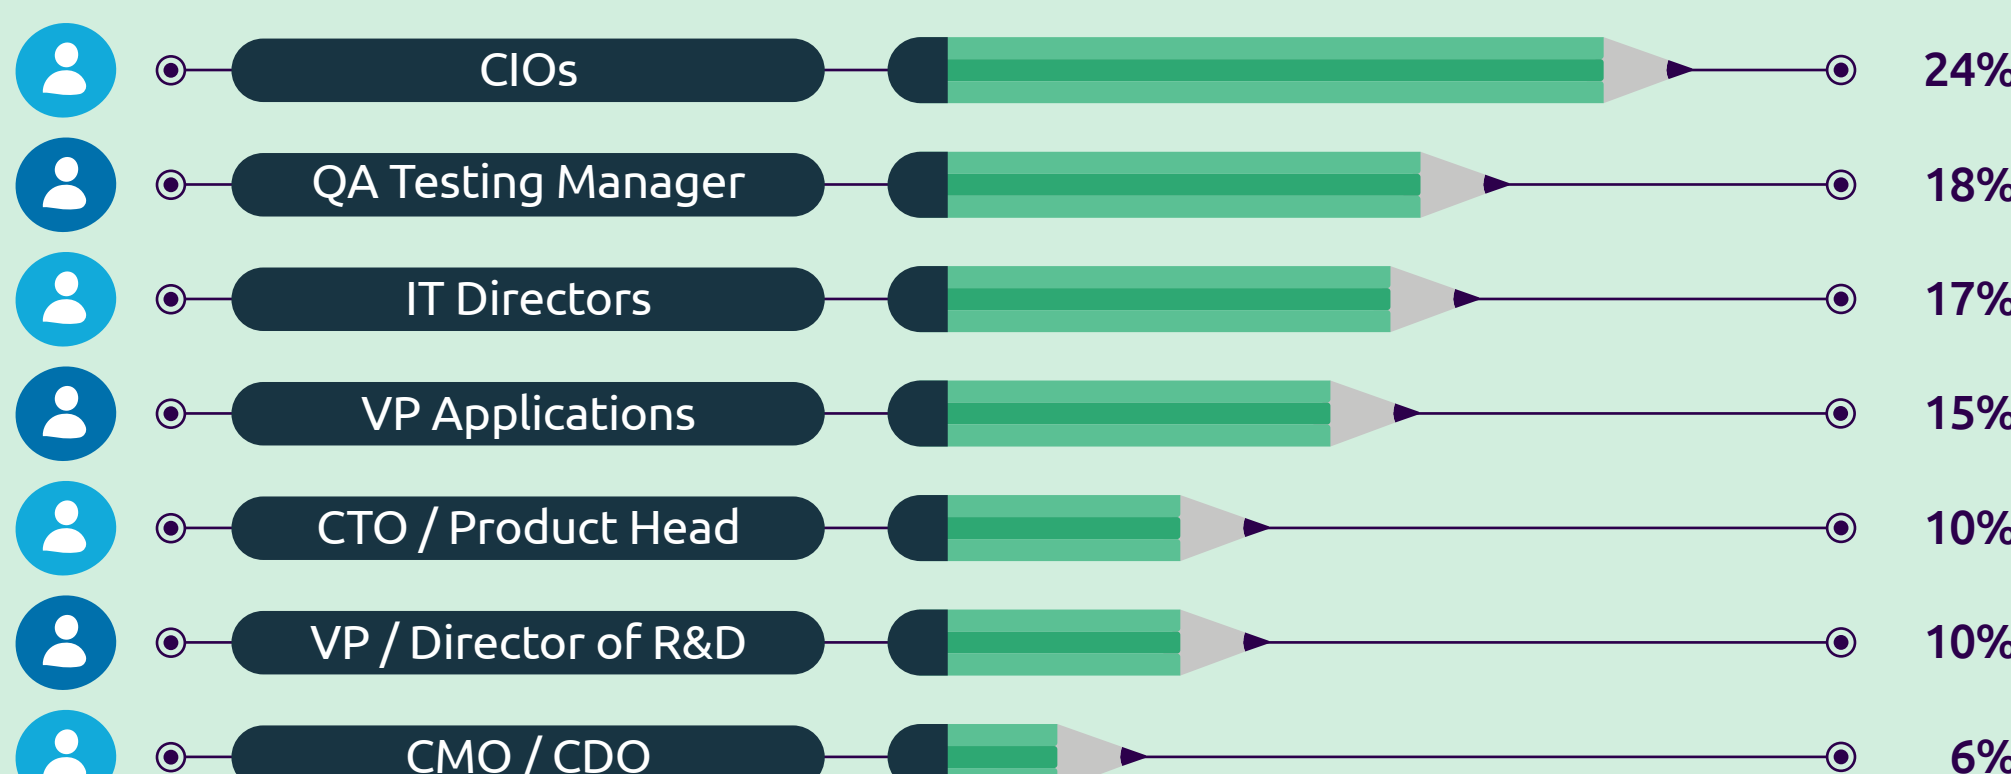 CIOs 24%
QA Testing Manager 18%
IT Directors 17%
VP Applications 15%
CTO / Product Head 10%
VP / Director of R&D 10%
CMO / CDO 6%